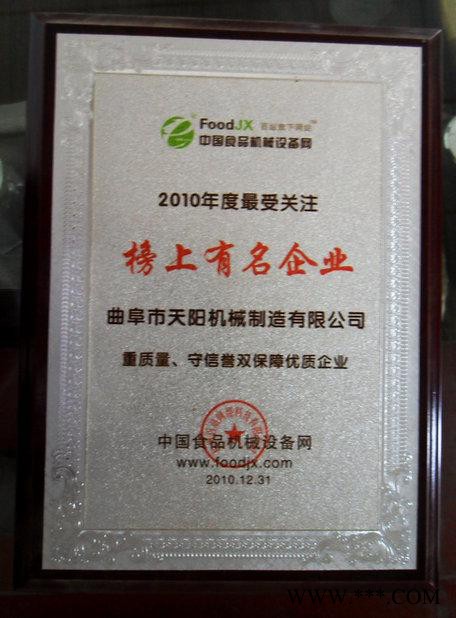 FoodJX
中国食品机械设备网
2010年度最受关注
榜上有名企业
曲阜市天阳机械制造有限公司
重质量、守信誉双保障优质企业
中国食品机械设备网
www.foodjx.com
2010.12.31
WWW.***.COM